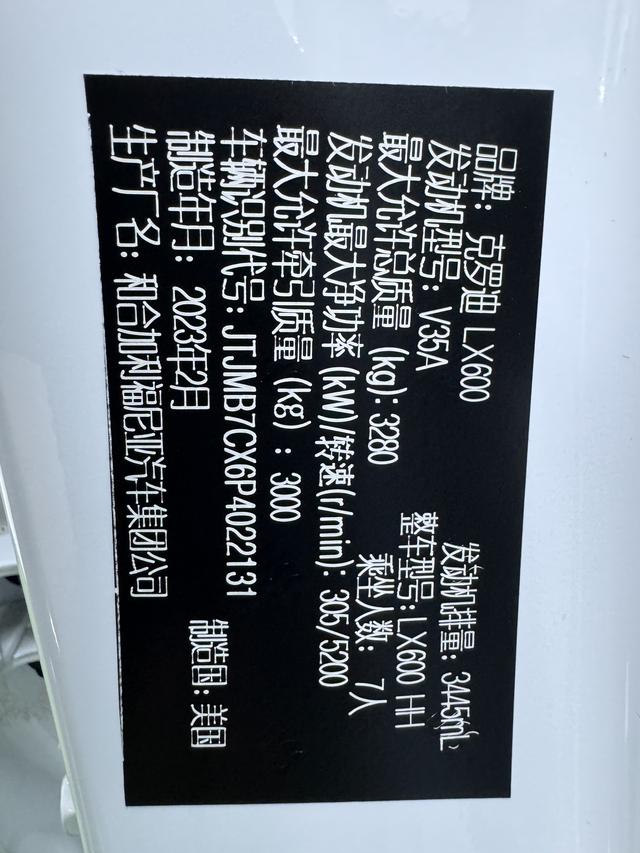 品牌：克罗迪 LX600
发动机型号：V35A 发动机排量：3445mL
最大允许总质量 (kg)：3280 整车型号：LX600 HH
发动机最大净功率 (kW)/转速(r/min)：305/5200 乘坐人数：7人
最大允许牵引质量 (kg)：3000
车辆识别代号：JTJMB7CX6P4022131
制造年月：2023年2月 制造国：美国
生产厂名：和合加利福尼亚汽车集团公司